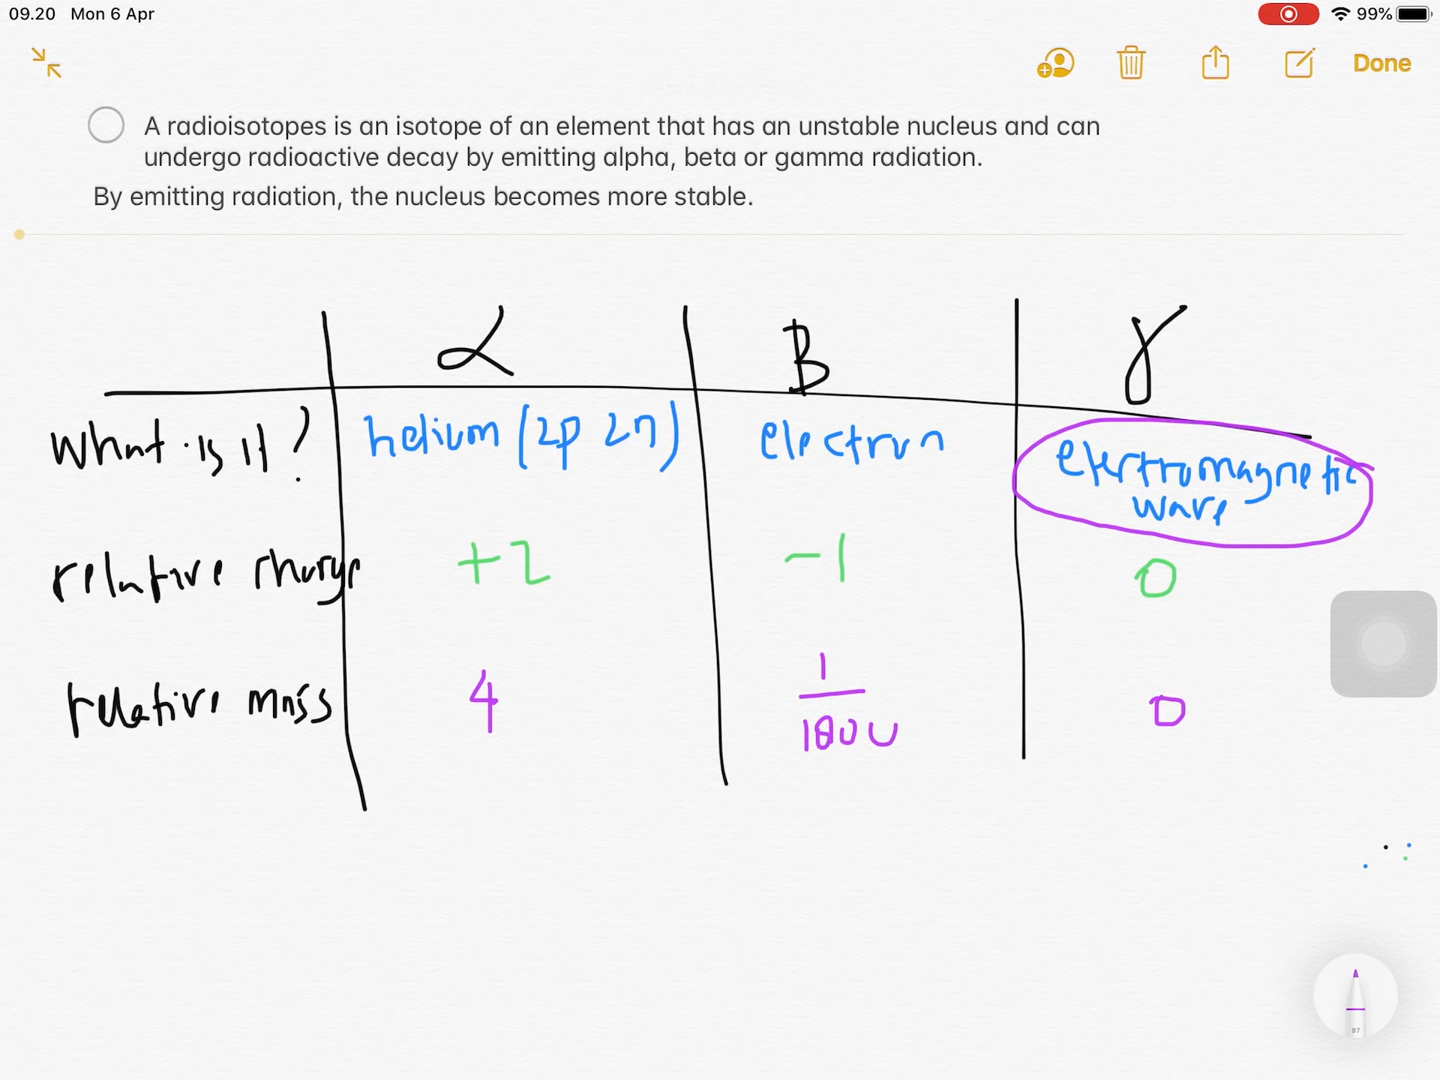 09.20 Mon 6 Apr
99%
Done
A radioisotopes is an isotope of an element that has an unstable nucleus and can
undergo radioactive decay by emitting alpha, beta or gamma radiation.
By emitting radiation, the nucleus becomes more stable.
α β γ
What is it? helium (2p 2n) electron electromagnetic
wave
relative charge +2 -1 0
relative mass 4 1/1800 0
97